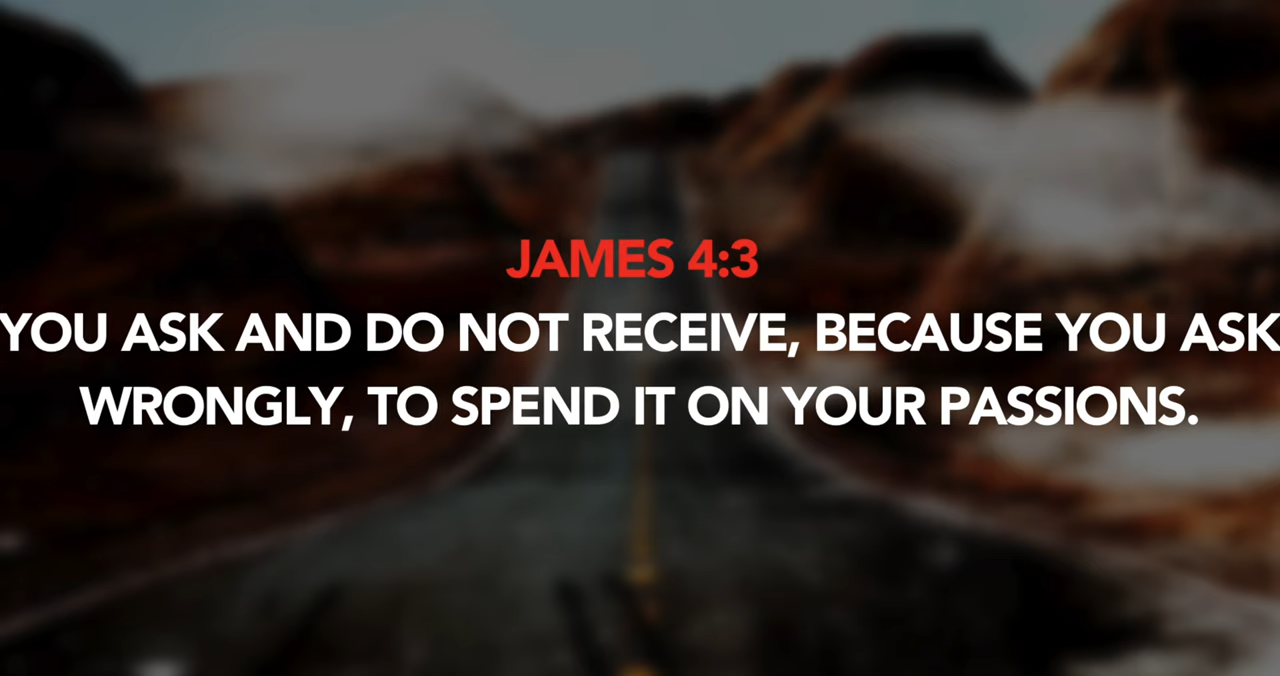 JAMES 4:3
YOU ASK AND DO NOT RECEIVE, BECAUSE YOU ASK
WRONGLY, TO SPEND IT ON YOUR PASSIONS.